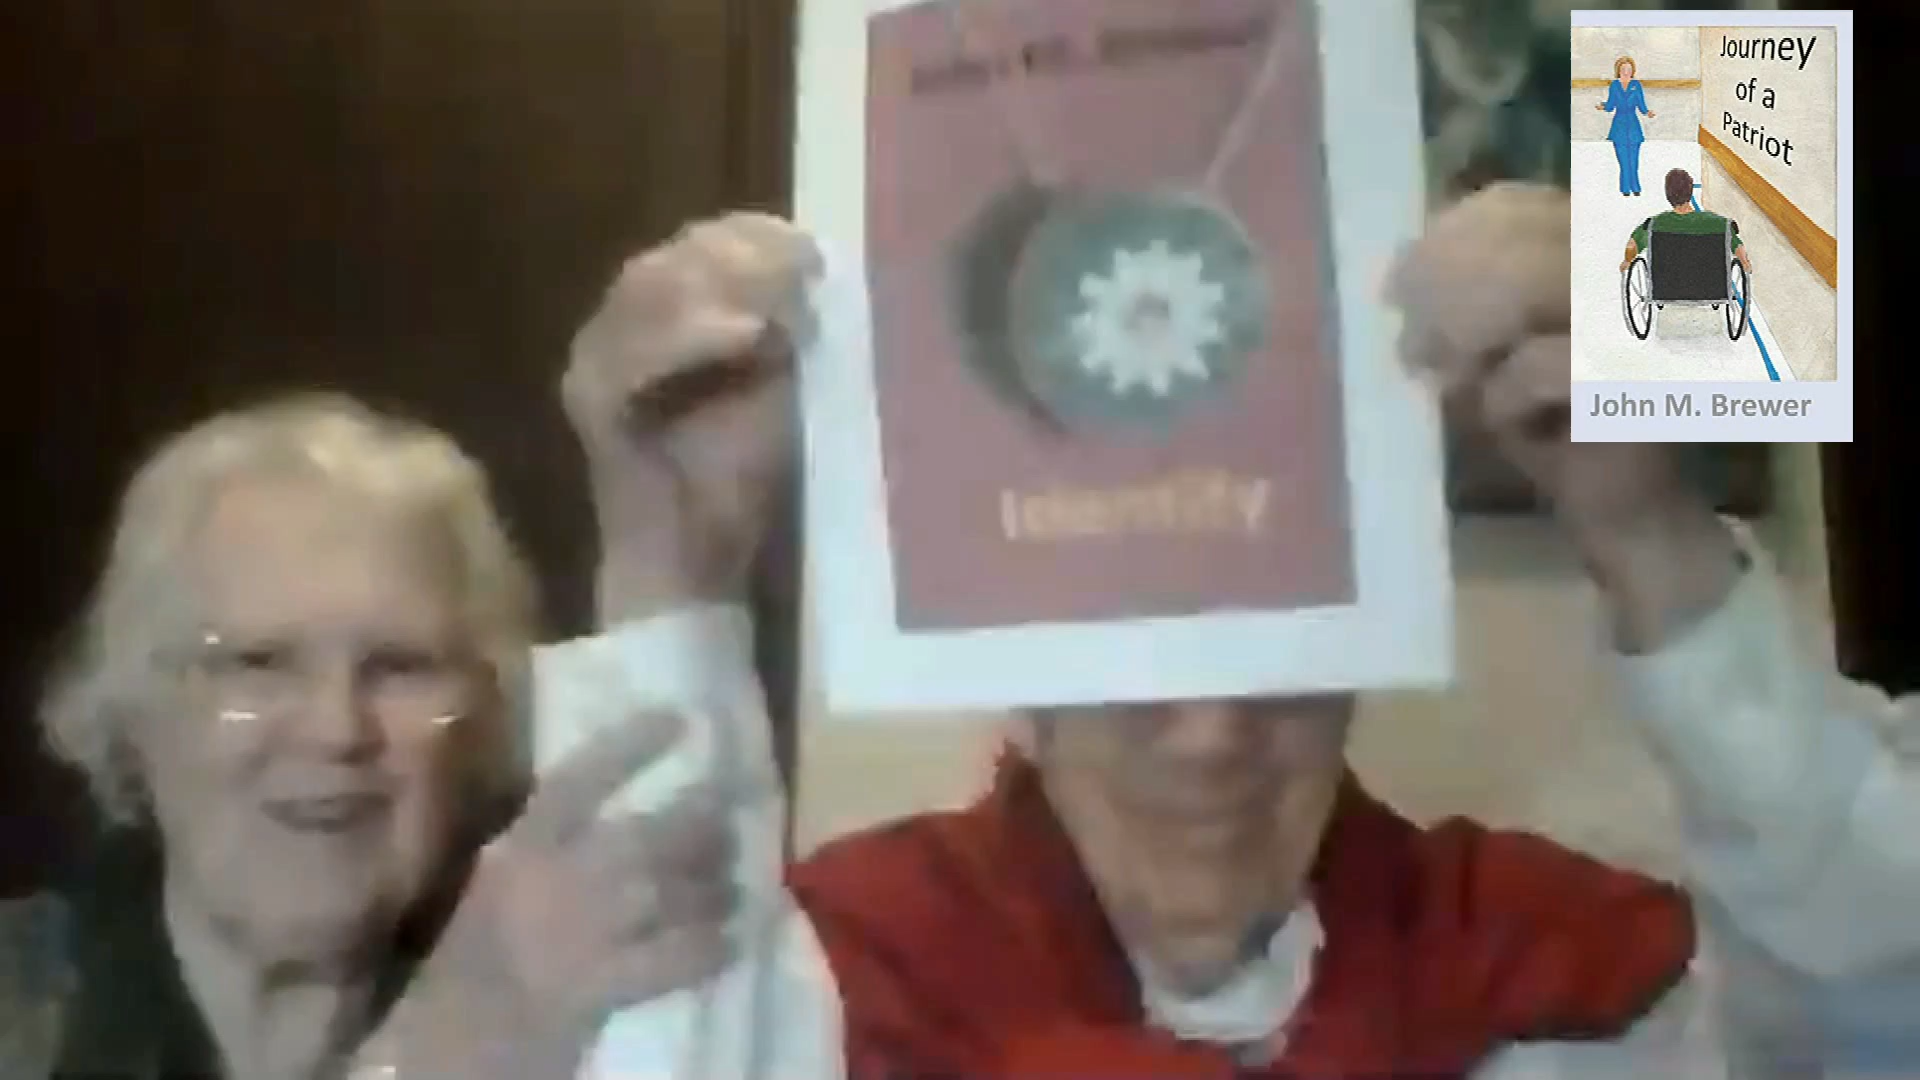 Identity
Journey
of a
Patriot
John M. Brewer